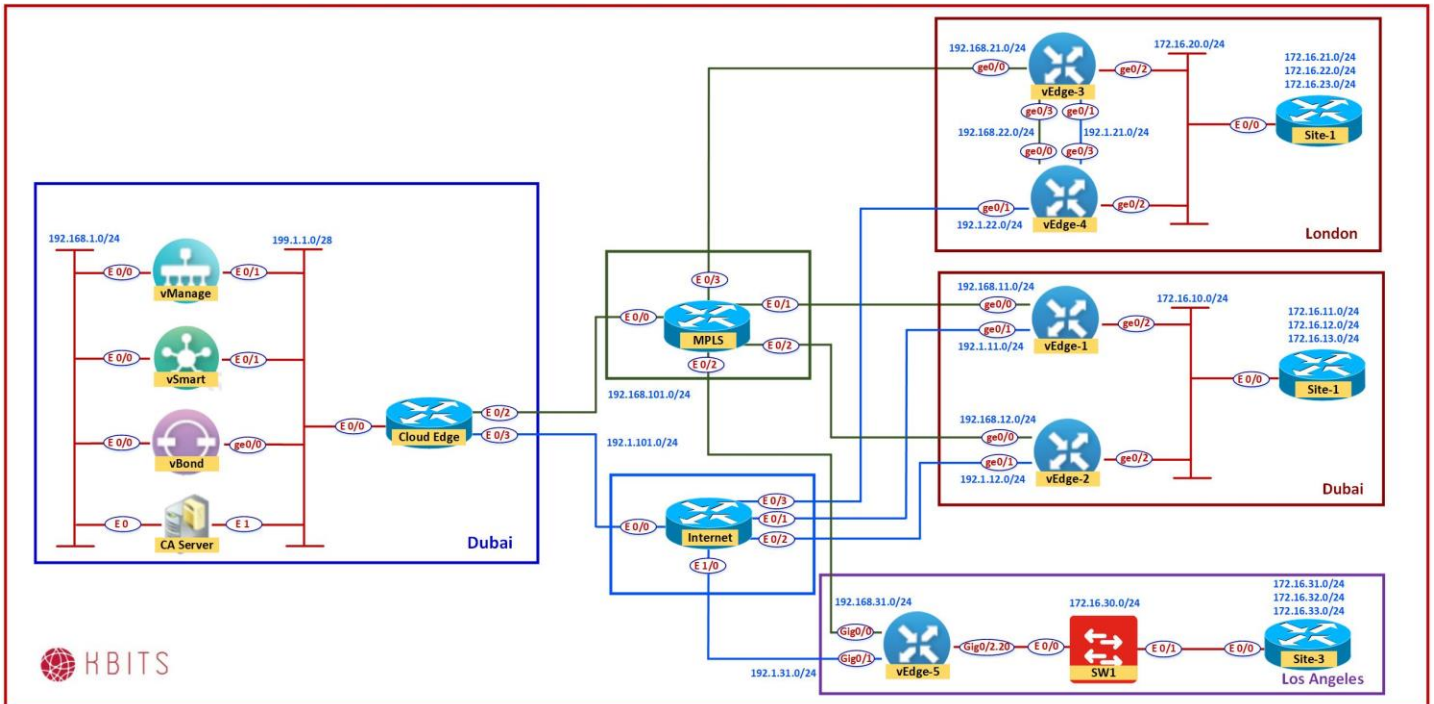 192.168.1.0/24
199.1.1.0/28
E 0/0
vManage
E 0/1
E 0/0
vSmart
E 0/1
E 0/0
vBond
ge0/0
E 0
CA Server
E 1
E 0/0
Cloud Edge
E 0/2
E 0/3
Dubai
192.168.101.0/24
192.1.101.0/24
E 0/3
E 0/0
MPLS
E 0/1
E 0/2
E 0/2
E 0/0
Internet
E 0/3
E 0/1
E 0/2
E 1/0
192.168.21.0/24
ge0/0
vEdge-3
ge0/2
172.16.20.0/24
172.16.21.0/24
172.16.22.0/24
172.16.23.0/24
ge0/3
ge0/1
192.168.22.0/24
192.1.21.0/24
E 0/0
Site-1
ge0/0
ge0/3
ge0/1
192.1.22.0/24
vEdge-4
ge0/2
London
192.168.11.0/24
ge0/0
ge0/1
192.1.11.0/24
vEdge-1
ge0/2
172.16.10.0/24
172.16.11.0/24
172.16.12.0/24
172.16.13.0/24
E 0/0
Site-1
192.168.12.0/24
ge0/0
ge0/1
192.1.12.0/24
vEdge-2
ge0/2
Dubai
192.168.31.0/24
Gig0/0
Gig0/1
192.1.31.0/24
vEdge-5
Gig0/2.20
172.16.30.0/24
E 0/0
SW1
E 0/1
E 0/0
172.16.31.0/24
172.16.32.0/24
172.16.33.0/24
Site-3
Los Angeles
KBITS